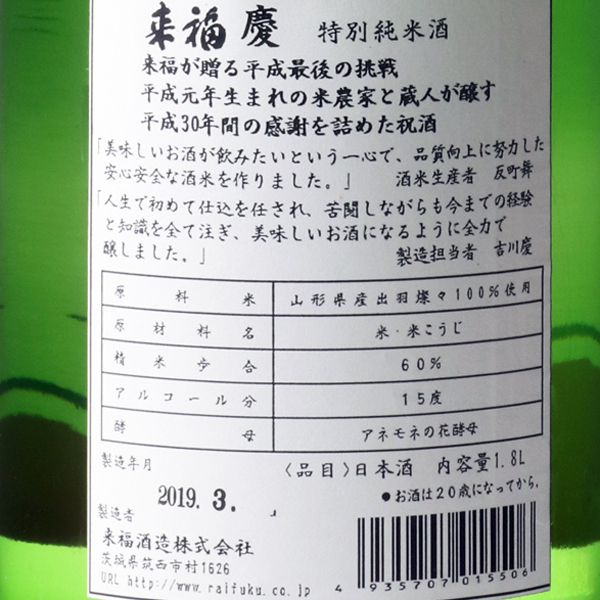 来福 慶 特別純米酒
来福が贈る平成最後の挑戦
平成元年生まれの米農家と蔵人が醸す
平成30年間の感謝を詰めた祝酒
「美味しいお酒が飲みたいという一心で、品質向上に努力した
安心安全な酒米を作りました。」 酒米生産者 反町舞
「人生で初めて仕込を任され、苦闘しながらも今までの経験
と知識を全て注ぎ、美味しいお酒になるように全力で
醸しました。」 製造担当者 吉川慶
原料米 山形県産出羽燦々100%使用
原材料名 米・米こうじ
精米歩合 60%
アルコール分 15度
酵母 アネモネの花酵母
製造年月 〈品目〉日本酒 内容量1.8L
2019. 3. ●お酒は20歳になってから。
製造者
来福酒造株式会社
茨城県筑西市村1626
URL http://www.raifuku.co.jp
4 935707 015506